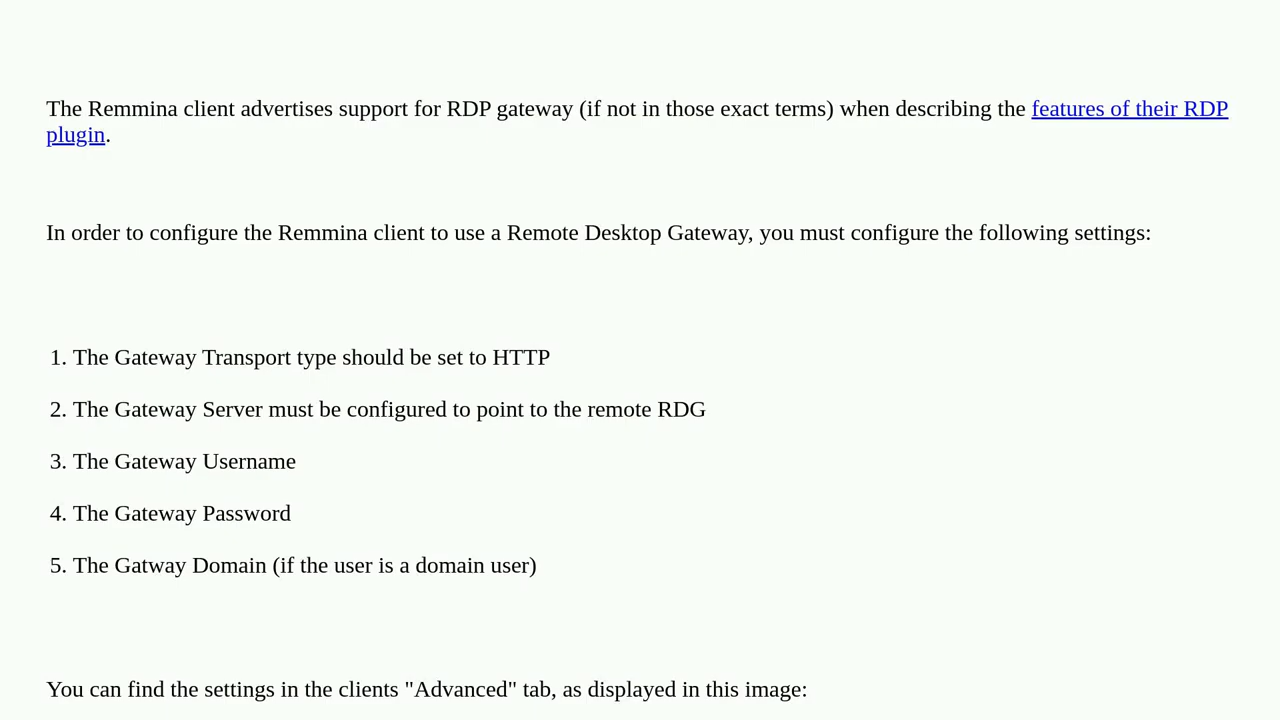 The Remmina client advertises support for RDP gateway (if not in those exact terms) when describing the features of their RDP
plugin.
In order to configure the Remmina client to use a Remote Desktop Gateway, you must configure the following settings:
1. The Gateway Transport type should be set to HTTP
2. The Gateway Server must be configured to point to the remote RDG
3. The Gateway Username
4. The Gateway Password
5. The Gatway Domain (if the user is a domain user)
You can find the settings in the clients "Advanced" tab, as displayed in this image: